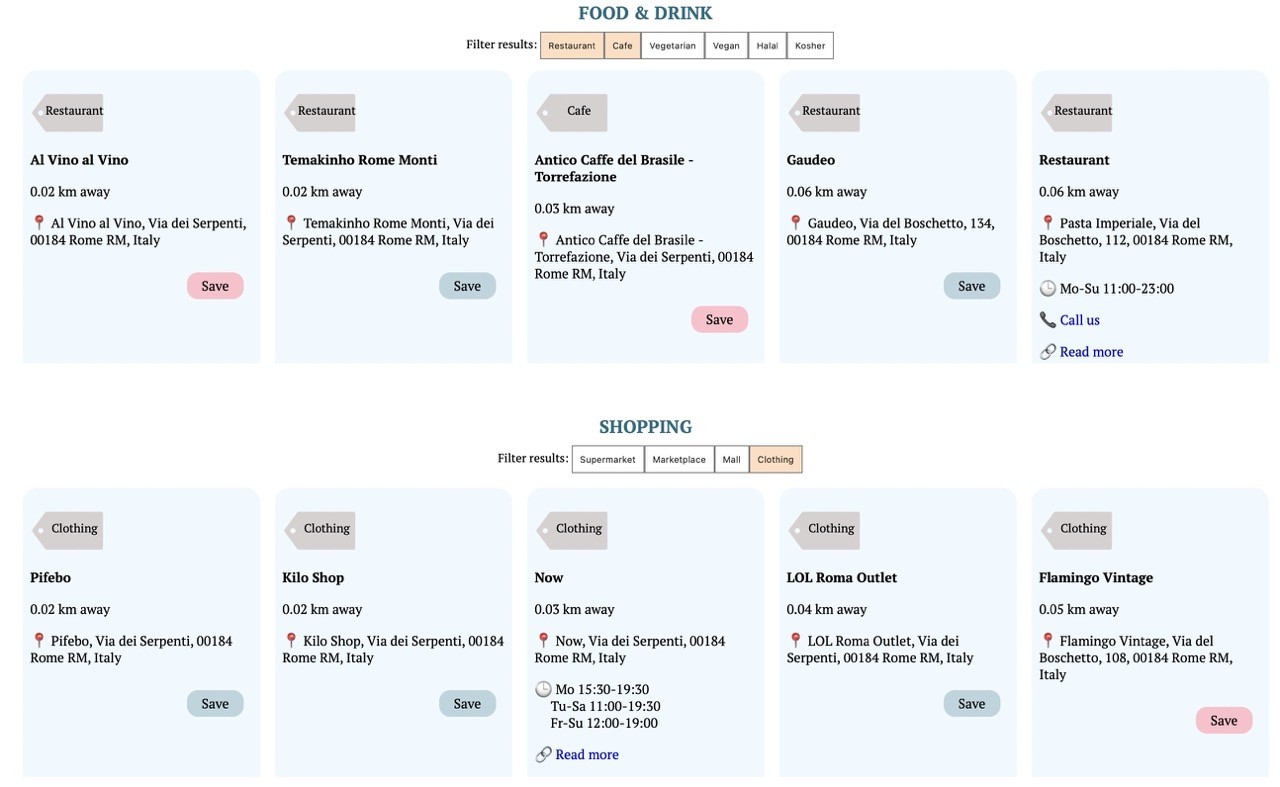 FOOD & DRINK
Filter results: Restaurant Cafe Vegetarian Vegan Halal Kosher
Restaurant
Al Vino al Vino
0.02 km away
Al Vino al Vino, Via dei Serpenti,
00184 Rome RM, Italy
Save
Restaurant
Temakinho Rome Monti
0.02 km away
Temakinho Rome Monti, Via dei
Serpenti, 00184 Rome RM, Italy
Save
Cafe
Antico Caffe del Brasile -
Torrefazione
0.03 km away
Antico Caffe del Brasile -
Torrefazione, Via dei Serpenti, 00184
Rome RM, Italy
Save
Restaurant
Gaudeo
0.06 km away
Gaudeo, Via del Boschetto, 134,
00184 Rome RM, Italy
Save
Restaurant
Restaurant
0.06 km away
Pasta Imperiale, Via del
Boschetto, 112, 00184 Rome RM,
Italy
Mo-Su 11:00-23:00
Call us
Read more
SHOPPING
Filter results: Supermarket Marketplace Mall Clothing
Clothing
Pifebo
0.02 km away
Pifebo, Via dei Serpenti, 00184
Rome RM, Italy
Save
Clothing
Kilo Shop
0.02 km away
Kilo Shop, Via dei Serpenti, 00184
Rome RM, Italy
Save
Clothing
Now
0.03 km away
Now, Via dei Serpenti, 00184
Rome RM, Italy
Mo 15:30-19:30
Tu-Sa 11:00-19:30
Fr-Su 12:00-19:00
Read more
Clothing
LOL Roma Outlet
0.04 km away
LOL Roma Outlet, Via dei
Serpenti, 00184 Rome RM, Italy
Save
Clothing
Flamingo Vintage
0.05 km away
Flamingo Vintage, Via del
Boschetto, 108, 00184 Rome RM,
Italy
Save